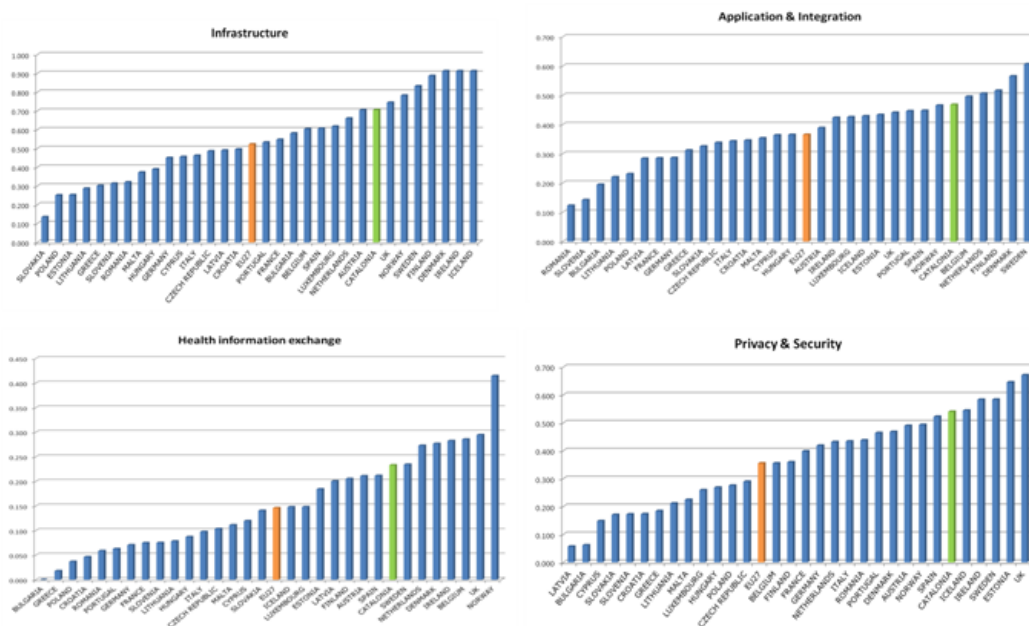 Infrastructure
1.000
0.900
0.800
0.700
0.600
0.500
0.400
0.300
0.200
0.100
0.000
SLOVAKIA
POLAND
ESTONIA
LITHUANIA
GREECE
SLOVENIA
ROMANIA
MALTA
HUNGARY
GERMANY
CYPRUS
ITALY
CZECH REPUBLIC
LATVIA
CROATIA
EU27
PORTUGAL
FRANCE
BULGARIA
BELGIUM
SPAIN
LUXEMBOURG
NETHERLANDS
AUSTRIA
CATALONIA
UK
NORWAY
SWEDEN
FINLAND
DENMARK
IRELAND
ICELAND
Application & Integration
0.700
0.600
0.500
0.400
0.300
0.200
0.100
0.000
ROMANIA
SLOVENIA
BULGARIA
LITHUANIA
POLAND
LATVIA
FRANCE
GERMANY
GREECE
SLOVAKIA
CZECH REPUBLIC
ITALY
CROATIA
MALTA
CYPRUS
HUNGARY
EU27
AUSTRIA
IRELAND
LUXEMBOURG
ICELAND
ESTONIA
UK
PORTUGAL
SPAIN
NORWAY
CATALONIA
BELGIUM
NETHERLANDS
FINLAND
DENMARK
SWEDEN
Health information exchange
0.450
0.400
0.350
0.300
0.250
0.200
0.150
0.100
0.050
0.000
BULGARIA
GREECE
POLAND
CROATIA
ROMANIA
PORTUGAL
GERMANY
FRANCE
SLOVENIA
LITHUANIA
HUNGARY
ITALY
CZECH REPUBLIC
MALTA
CYPRUS
SLOVAKIA
EU27
ICELAND
LUXEMBOURG
ESTONIA
LATVIA
FINLAND
AUSTRIA
SPAIN
CATALONIA
SWEDEN
NETHERLANDS
DENMARK
IRELAND
BELGIUM
UK
NORWAY
Privacy & Security
0.700
0.600
0.500
0.400
0.300
0.200
0.100
0.000
LATVIA
BULGARIA
CYPRUS
SLOVAKIA
SLOVENIA
CROATIA
GREECE
LITHUANIA
MALTA
LUXEMBOURG
HUNGARY
POLAND
CZECH REPUBLIC
EU27
BELGIUM
FINLAND
FRANCE
GERMANY
NETHERLANDS
ITALY
ROMANIA
PORTUGAL
DENMARK
AUSTRIA
NORWAY
SPAIN
CATALONIA
ICELAND
IRELAND
SWEDEN
ESTONIA
UK